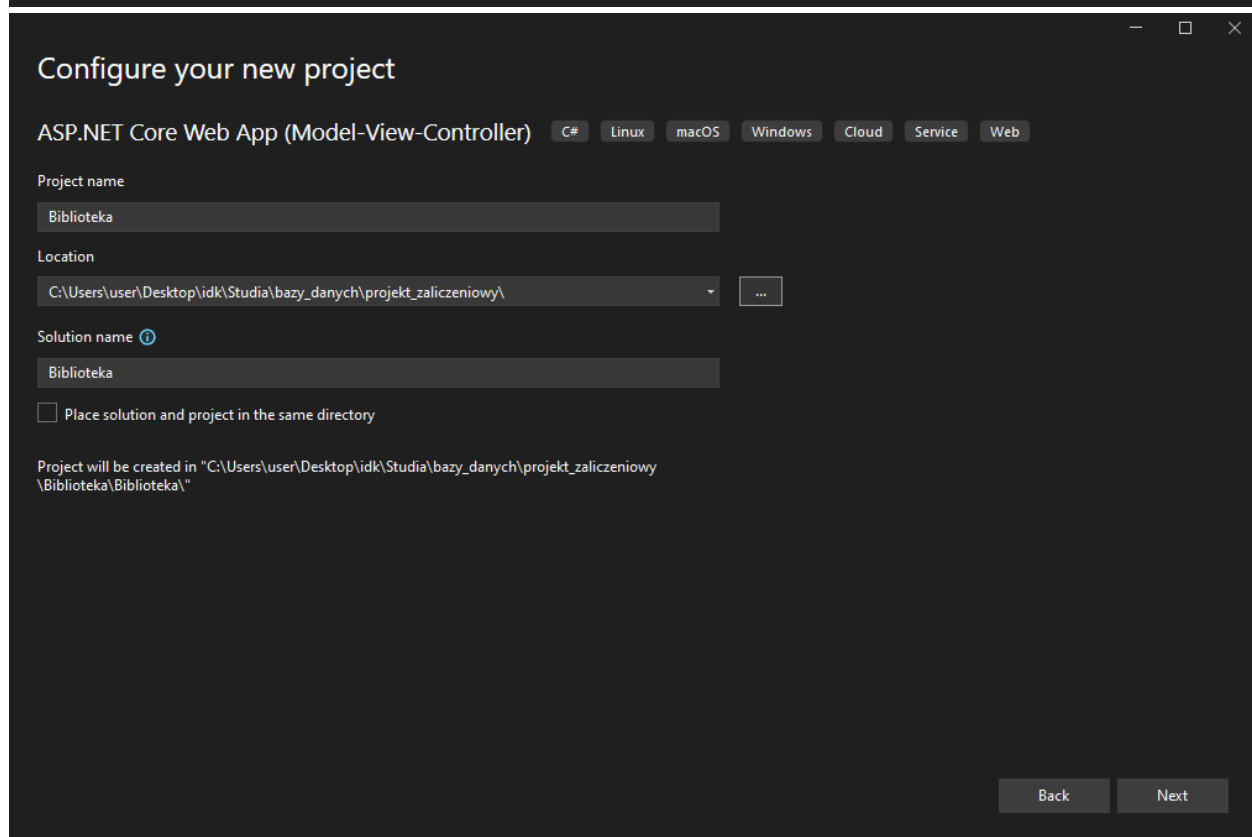 Configure your new project
ASP.NET Core Web App (Model-View-Controller) C# Linux macOS Windows Cloud Service Web
Project name
Biblioteka
Location
C:\Users\user\Desktop\idk\Studia\bazy_danych\projekt_zaliczeniowy\
...
Solution name
Biblioteka
Place solution and project in the same directory
Project will be created in "C:\Users\user\Desktop\idk\Studia\bazy_danych\projekt_zaliczeniowy
\Biblioteka\Biblioteka\"
Back Next